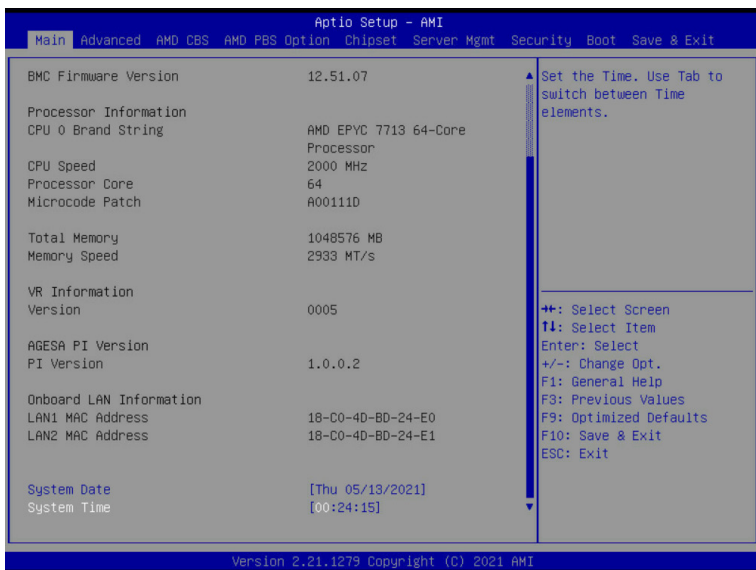 Aptio Setup – AMI
Main Advanced AMD CBS AMD PBS Option Chipset Server Mgmt Security Boot Save & Exit
BMC Firmware Version 12.51.07
Processor Information
CPU 0 Brand String AMD EPYC 7713 64-Core
Processor
CPU Speed 2000 MHz
Processor Core 64
Microcode Patch A00111D
Total Memory 1048576 MB
Memory Speed 2933 MT/s
VR Information
Version 0005
AGESA PI Version
PI Version 1.0.0.2
Onboard LAN Information
LAN1 MAC Address 18-C0-4D-BD-24-E0
LAN2 MAC Address 18-C0-4D-BD-24-E1
System Date [Thu 05/13/2021]
System Time [00:24:15]
Set the Time. Use Tab to
switch between Time
elements.
→←: Select Screen
↑↓: Select Item
Enter: Select
+/-: Change Opt.
F1: General Help
F3: Previous Values
F9: Optimized Defaults
F10: Save & Exit
ESC: Exit
Version 2.21.1279 Copyright (C) 2021 AMI